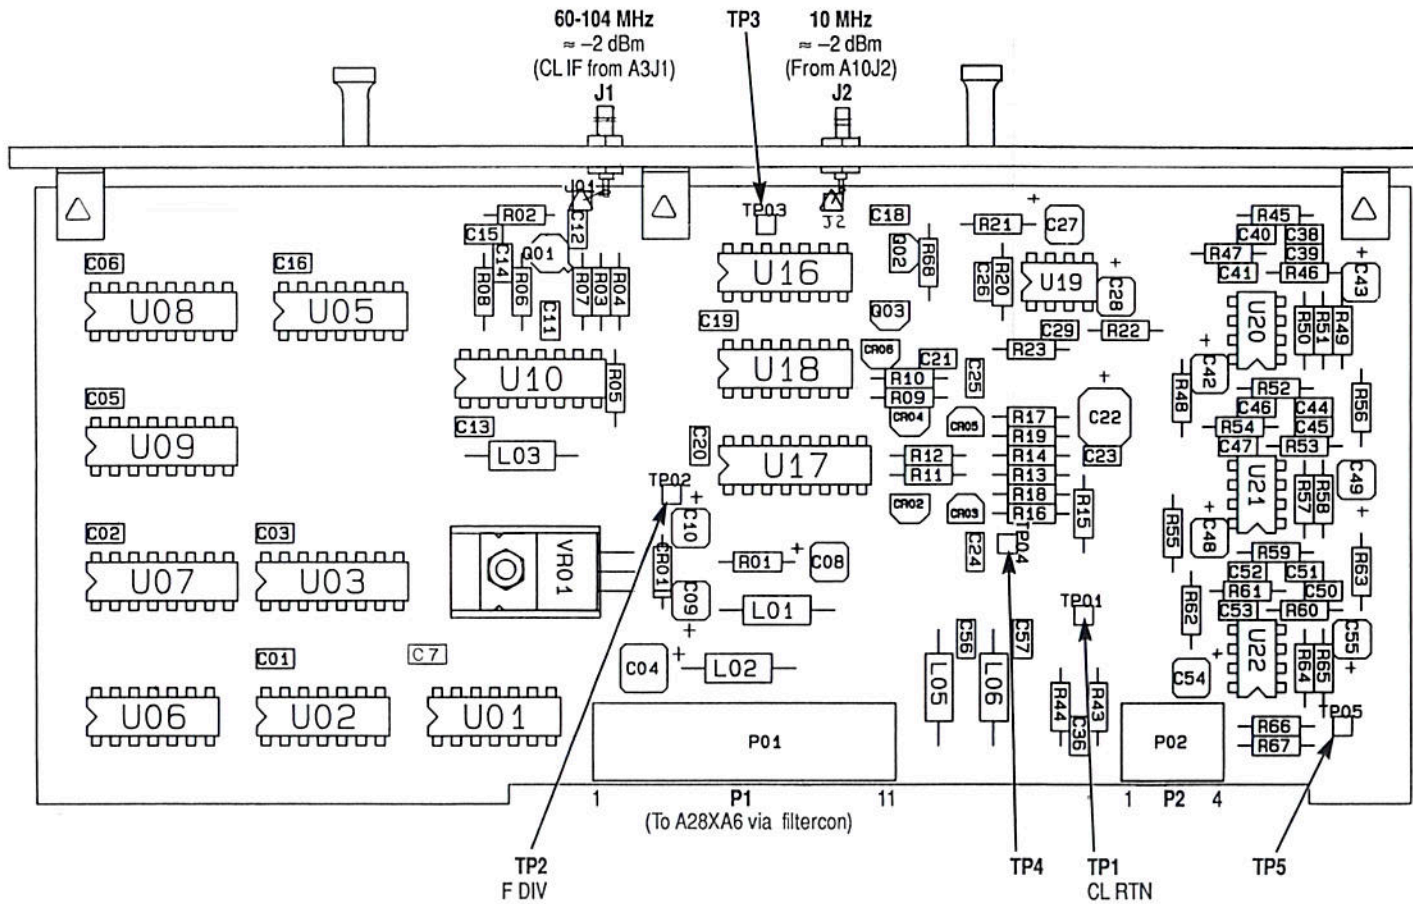 60-104 MHz
≈ –2 dBm
(CL IF from A3J1)
J1
TP3
10 MHz
≈ –2 dBm
(From A10J2)
J2
J01
TP03
J2
R02
C12
C15
C14
Q01
R08
R06
R07
R03
R04
C11
C18
Q02
R68
R21
C27
C26
R20
U19
C28
R45
C40
C38
R47
C39
C41
R46
C43
C06
U08
C16
U05
U16
Q03
C19
C29
R22
R23
U20
R50
R51
R49
CR06
C21
C25
C42
R48
U10
R05
U18
R10
R09
R52
R56
C46
C44
R54
C45
C47
R53
C05
U09
C13
L03
C20
U17
CR04
CR05
R17
R19
R14
R13
R18
R16
C22
C23
R12
R11
CR02
CR03
R15
TP04
U21
R57
R58
C49
TP02
C10
R55
C48
C02
U07
C03
U03
VR01
CR01
C09
R01
C08
C24
R59
C52
C51
R61
C50
C53
R60
R63
R62
L01
TP01
U22
R64
R65
C55
C54
C01
C7
C04
L02
C56
C57
L05
L06
R44
R43
C36
U06
U02
U01
P01
P02
R66
R67
TP05
1
P1
11
1
1
P2
4
(To A28XA6 via filtercon)
TP2
F DIV
TP4
TP1
CL RTN
TP5